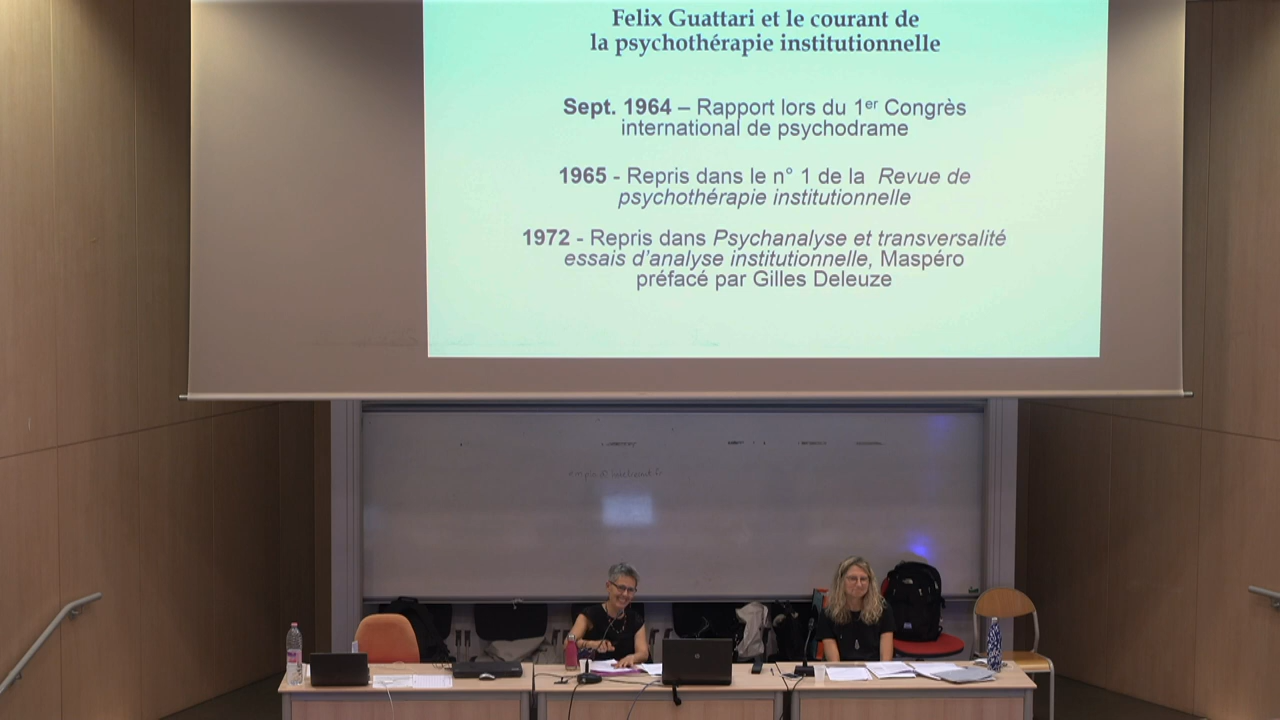 Felix Guattari et le courant de
la psychothérapie institutionnelle
Sept. 1964 – Rapport lors du 1er Congrès
international de psychodrame
1965 - Repris dans le n° 1 de la Revue de
psychothérapie institutionnelle
1972 - Repris dans Psychanalyse et transversalité
essais d'analyse institutionnelle, Maspéro
préfacé par Gilles Deleuze